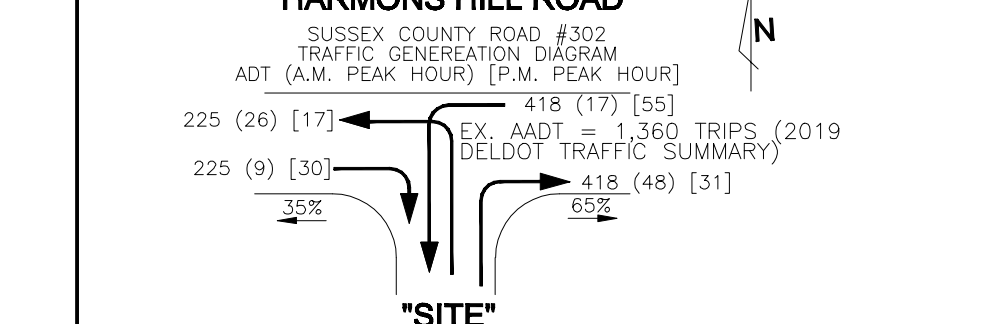 HARMONS HILL ROAD
N
SUSSEX COUNTY ROAD #302
TRAFFIC GENEREATION DIAGRAM
ADT (A.M. PEAK HOUR) [P.M. PEAK HOUR]
418 (17) [55]
225 (26) [17]
EX. AADT = 1,360 TRIPS (2019
DELDOT TRAFFIC SUMMARY)
225 (9) [30]
418 (48) [31]
35%
65%
"SITE"